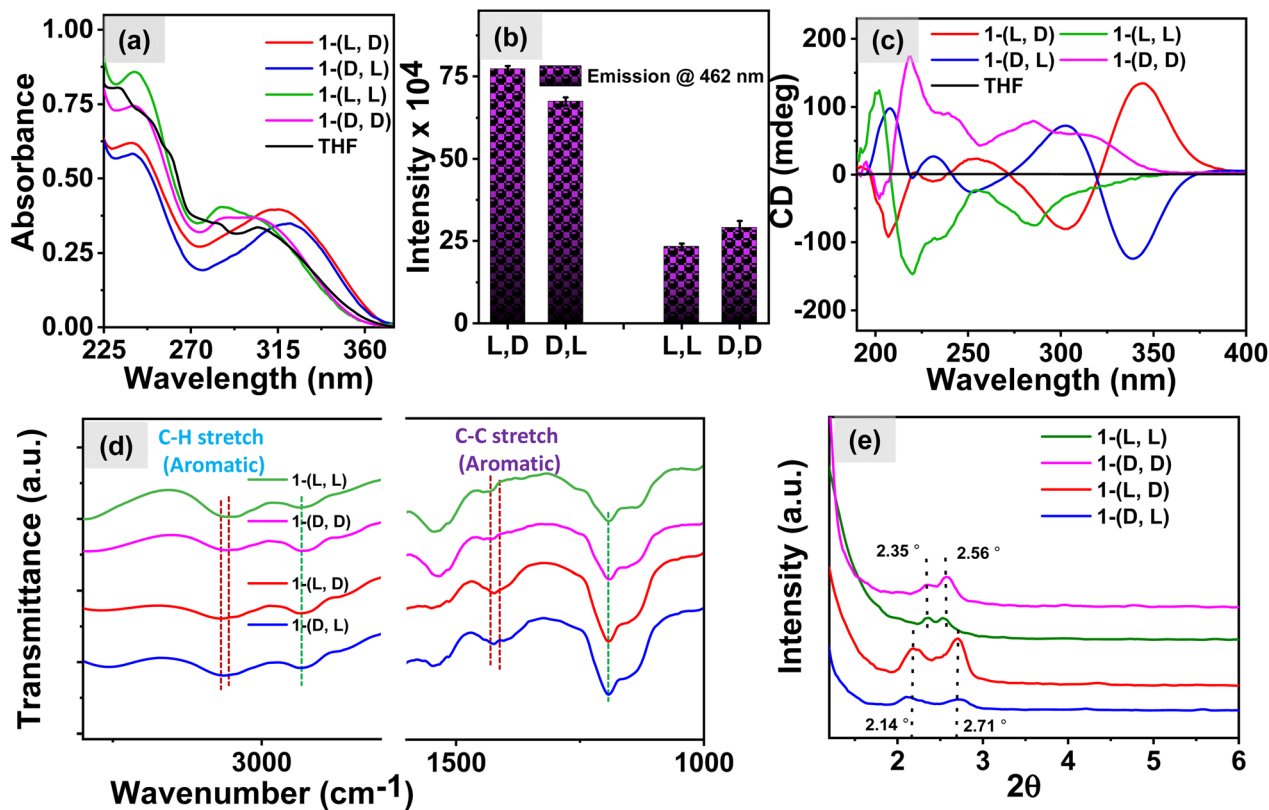 (a)
1-(L, D)
1-(D, L)
1-(L, L)
1-(D, D)
THF
1.00
0.75
0.50
0.25
0.00
Absorbance
225 270 315 360
Wavelength (nm)
(b)
Emission @ 462 nm
75
50
25
0
Intensity x 10⁴
L,D D,L L,L D,D
(c)
1-(L, D) 1-(L, L)
1-(D, L) 1-(D, D)
THF
200
100
0
-100
-200
CD (mdeg)
200 250 300 350 400
Wavelength (nm)
(d)
C-H stretch
(Aromatic)
C-C stretch
(Aromatic)
1-(L, L)
1-(D, D)
1-(L, D)
1-(D, L)
Transmittance (a.u.)
3000 1500 1000
Wavenumber (cm⁻¹)
(e)
1-(L, L)
1-(D, D)
1-(L, D)
1-(D, L)
2.35 ° 2.56 °
2.14 ° 2.71 °
Intensity (a.u.)
2 3 4 5 6
2θ